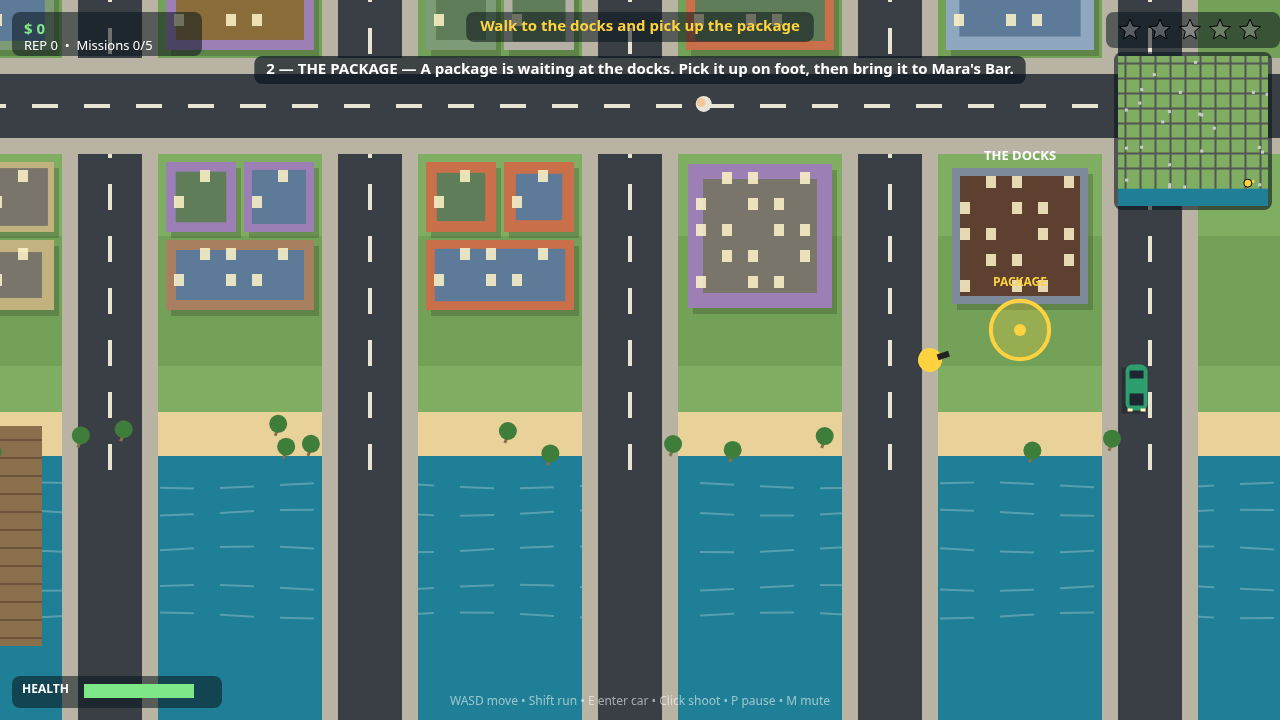 $ 0
REP 0 • Missions 0/5
Walk to the docks and pick up the package
2 — THE PACKAGE — A package is waiting at the docks. Pick it up on foot, then bring it to Mara's Bar.
THE DOCKS
PACKAGE
HEALTH
WASD move • Shift run • E enter car • Click shoot • P pause • M mute